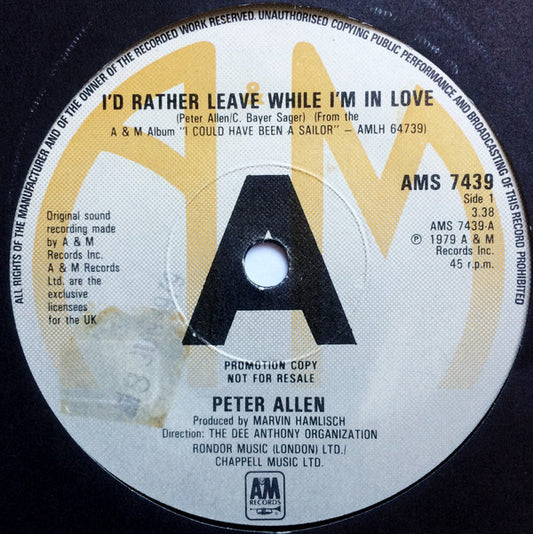 ALL RIGHTS OF THE MANUFACTURER AND OF THE OWNER OF THE RECORDED WORK RESERVED. UNAUTHORISED COPYING PUBLIC PERFORMANCE AND BROADCASTING OF THIS RECORD PROHIBITED
A&M
I'D RATHER LEAVE WHILE I'M IN LOVE
(Peter Allen/C. Bayer Sager) (From the
A & M Album "I COULD HAVE BEEN A SAILOR" - AMLH 64739)
AMS 7439
Side 1
3.38
AMS 7439-A
℗ 1979 A & M
Records Inc.
45 r.p.m.
Original sound
recording made
by A & M
Records Inc.
A & M Records
Ltd. are the
exclusive
licensees
for the UK
A
PROMOTION COPY
NOT FOR RESALE
PETER ALLEN
Produced by MARVIN HAMLISCH
Direction: THE DEE ANTHONY ORGANIZATION
RONDOR MUSIC (LONDON) LTD./
CHAPPELL MUSIC LTD.
A&M
RECORDS